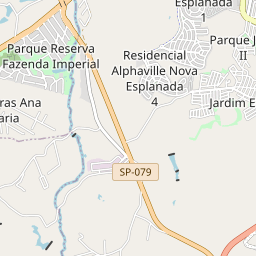 Esplanada
1
Parque Reserva
Fazenda Imperial
Residencial
Alphaville Nova
Esplanada
4
Parque J
II
ras Ana
aria
Jardim E
SP-079